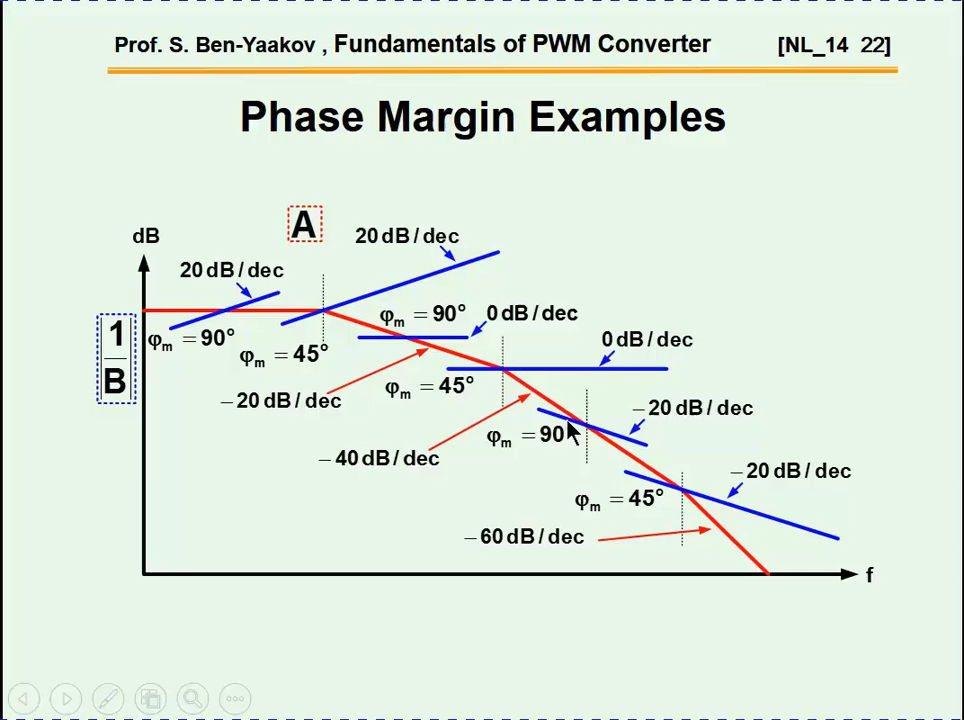 Prof. S. Ben-Yaakov , Fundamentals of PWM Converter [NL_14 22]
Phase Margin Examples
A
dB
20 dB / dec
20 dB / dec
φm = 90°
0 dB / dec
|1/B|
φm = 90°
φm = 45°
0 dB / dec
φm = 45°
− 20 dB / dec
− 20 dB / dec
φm = 90
− 40 dB / dec
− 20 dB / dec
φm = 45°
− 60 dB / dec
f